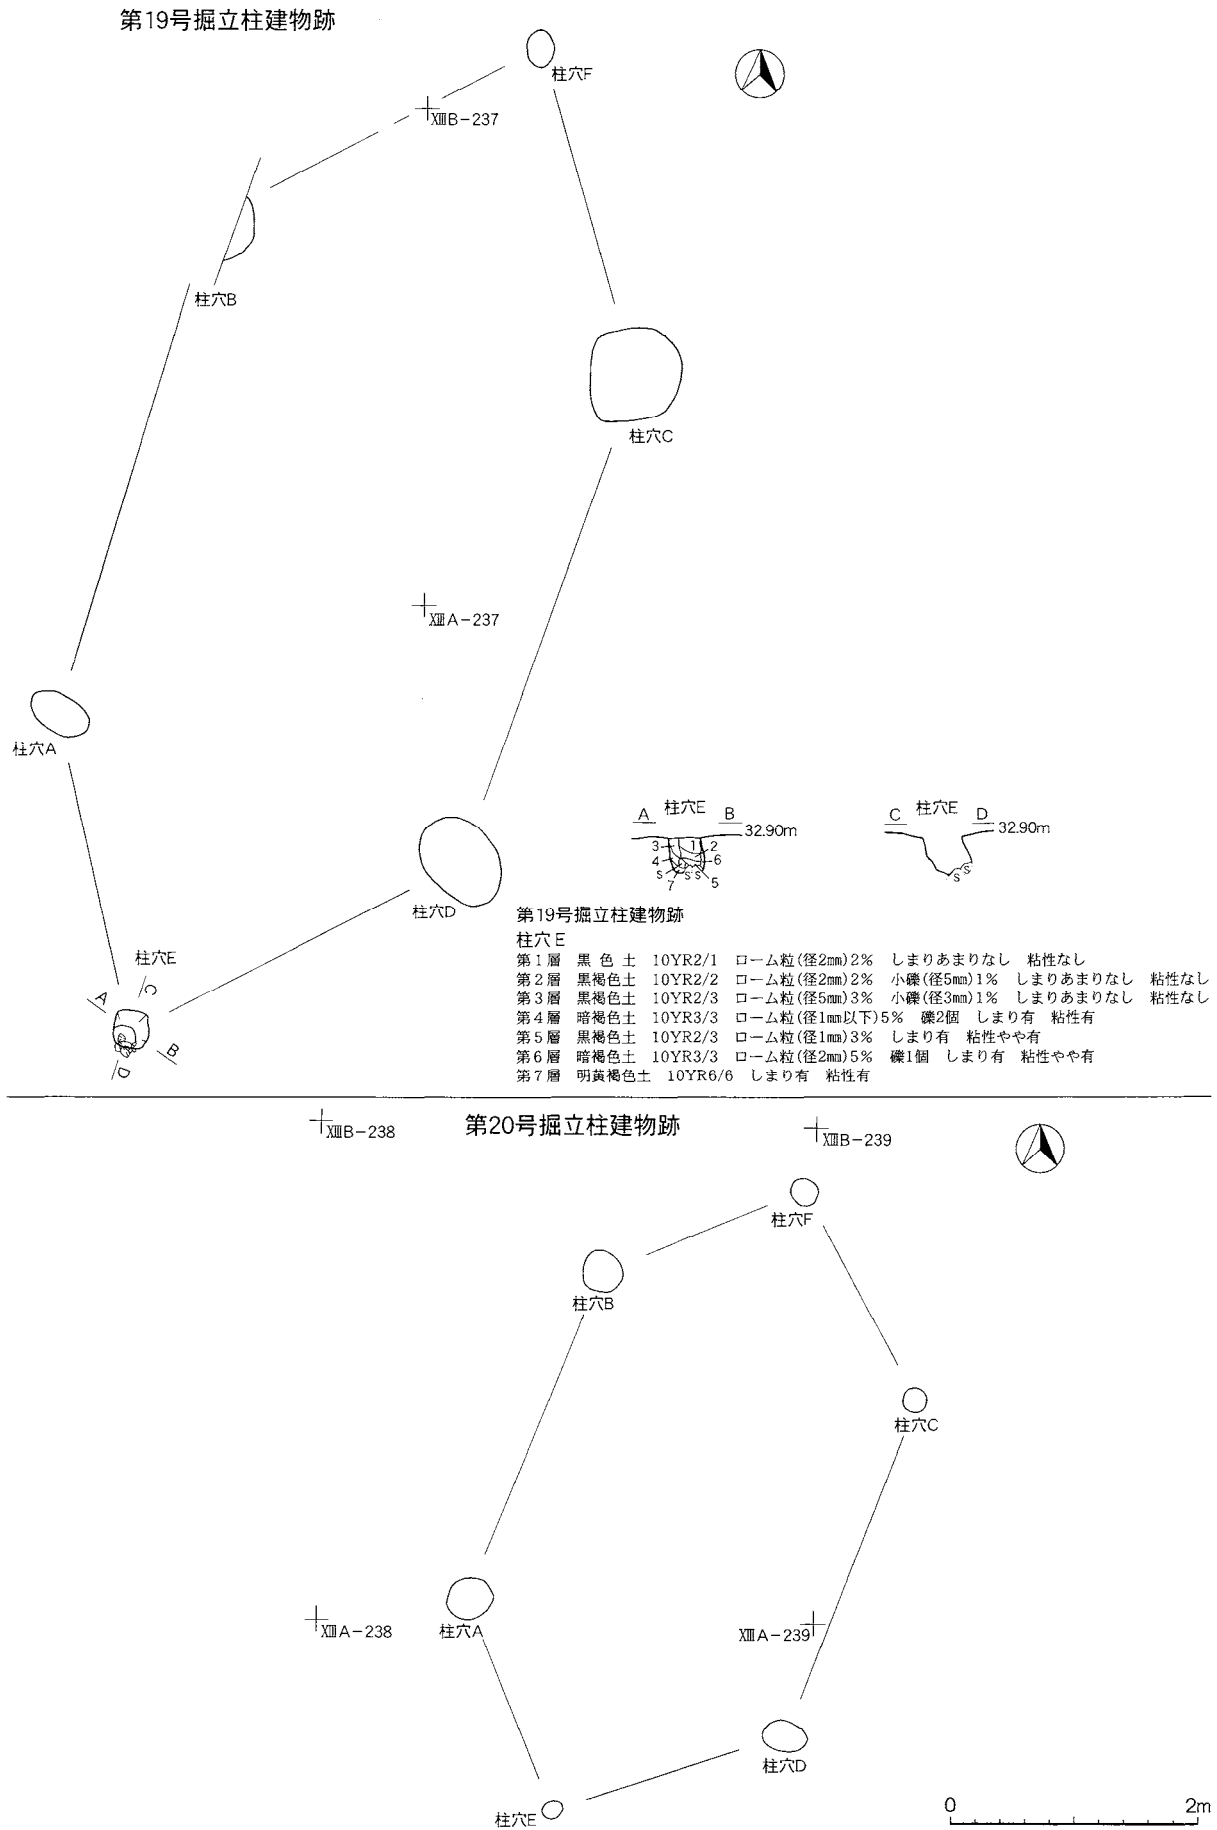 第19号掘立柱建物跡
柱穴F
ⅩⅢB-237
柱穴B
柱穴C
ⅩⅢA-237
柱穴A
A 柱穴E B
32.90m
3 1 2
4 6
S S S
7 5
C 柱穴E D
32.90m
S S
柱穴D
柱穴E
A C
B
D
第19号掘立柱建物跡
柱穴E
第1層 黒色土 10YR2/1 ローム粒(径2㎜)2% しまりあまりなし 粘性なし
第2層 黒褐色土 10YR2/2 ローム粒(径2㎜)2% 小礫(径5㎜)1% しまりあまりなし 粘性なし
第3層 黒褐色土 10YR2/3 ローム粒(径5㎜)3% 小礫(径3㎜)1% しまりあまりなし 粘性なし
第4層 暗褐色土 10YR3/3 ローム粒(径1㎜以下)5% 礫2個 しまり有 粘性有
第5層 黒褐色土 10YR2/3 ローム粒(径1㎜)3% しまり有 粘性やや有
第6層 暗褐色土 10YR3/3 ローム粒(径2㎜)5% 礫1個 しまり有 粘性やや有
第7層 明黄褐色土 10YR6/6 しまり有 粘性有
ⅩⅢB-238
第20号掘立柱建物跡
ⅩⅢB-239
柱穴F
柱穴B
柱穴C
ⅩⅢA-238
柱穴A
ⅩⅢA-239
柱穴D
柱穴E
0 2m